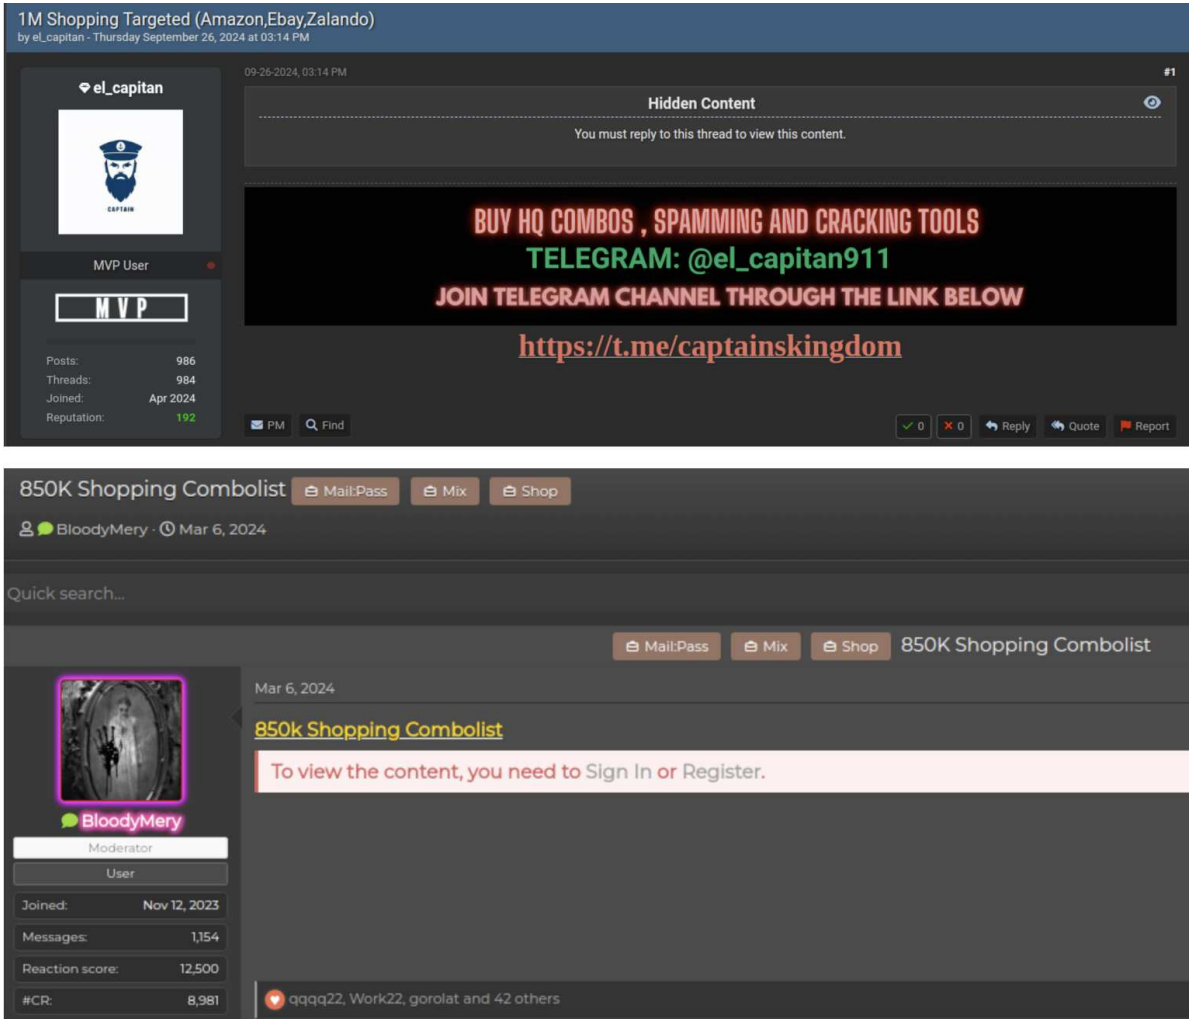 1M Shopping Targeted (Amazon,Ebay,Zalando)
by el_capitan - Thursday September 26, 2024 at 03:14 PM
el_capitan
CAPTAIN
MVP User
MVP
Posts: 986
Threads: 984
Joined: Apr 2024
Reputation: 192
09-26-2024, 03:14 PM #1
Hidden Content
You must reply to this thread to view this content.
BUY HQ COMBOS , SPAMMING AND CRACKING TOOLS
TELEGRAM: @el_capitan911
JOIN TELEGRAM CHANNEL THROUGH THE LINK BELOW
https://t.me/captainskingdom
PM Find 0 0 Reply Quote Report
850K Shopping Combolist Mail:Pass Mix Shop
BloodyMery · Mar 6, 2024
Quick search...
Mail:Pass Mix Shop 850K Shopping Combolist
BloodyMery
Moderator
User
Joined: Nov 12, 2023
Messages: 1,154
Reaction score: 12,500
#CR: 8,981
Mar 6, 2024
850k Shopping Combolist
To view the content, you need to Sign In or Register.
qqqq22, Work22, gorolat and 42 others